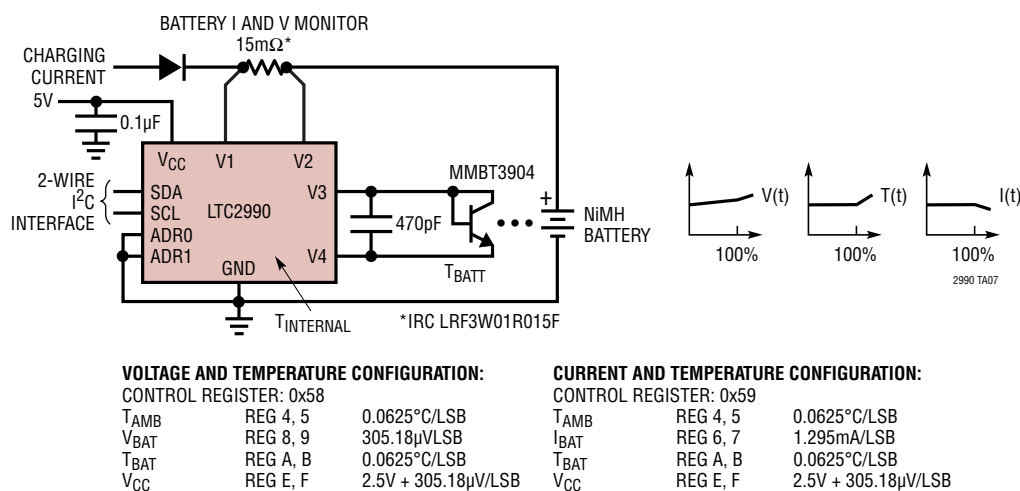 BATTERY I AND V MONITOR
15mΩ*
CHARGING
CURRENT
5V
0.1µF
VCC
V1
V2
2-WIRE
I2C
INTERFACE
SDA
SCL
ADR0
ADR1
LTC2990
V3
V4
GND
MMBT3904
470pF
TBATT
+
NiMH
BATTERY
TINTERNAL
*IRC LRF3W01R015F
V(t)
100%
T(t)
100%
I(t)
100%
2990 TA07
VOLTAGE AND TEMPERATURE CONFIGURATION:
CONTROL REGISTER: 0x58
TAMB REG 4, 5 0.0625°C/LSB
VBAT REG 8, 9 305.18µVLSB
TBAT REG A, B 0.0625°C/LSB
VCC REG E, F 2.5V + 305.18µV/LSB
CURRENT AND TEMPERATURE CONFIGURATION:
CONTROL REGISTER: 0x59
TAMB REG 4, 5 0.0625°C/LSB
IBAT REG 6, 7 1.295mA/LSB
TBAT REG A, B 0.0625°C/LSB
VCC REG E, F 2.5V + 305.18µV/LSB